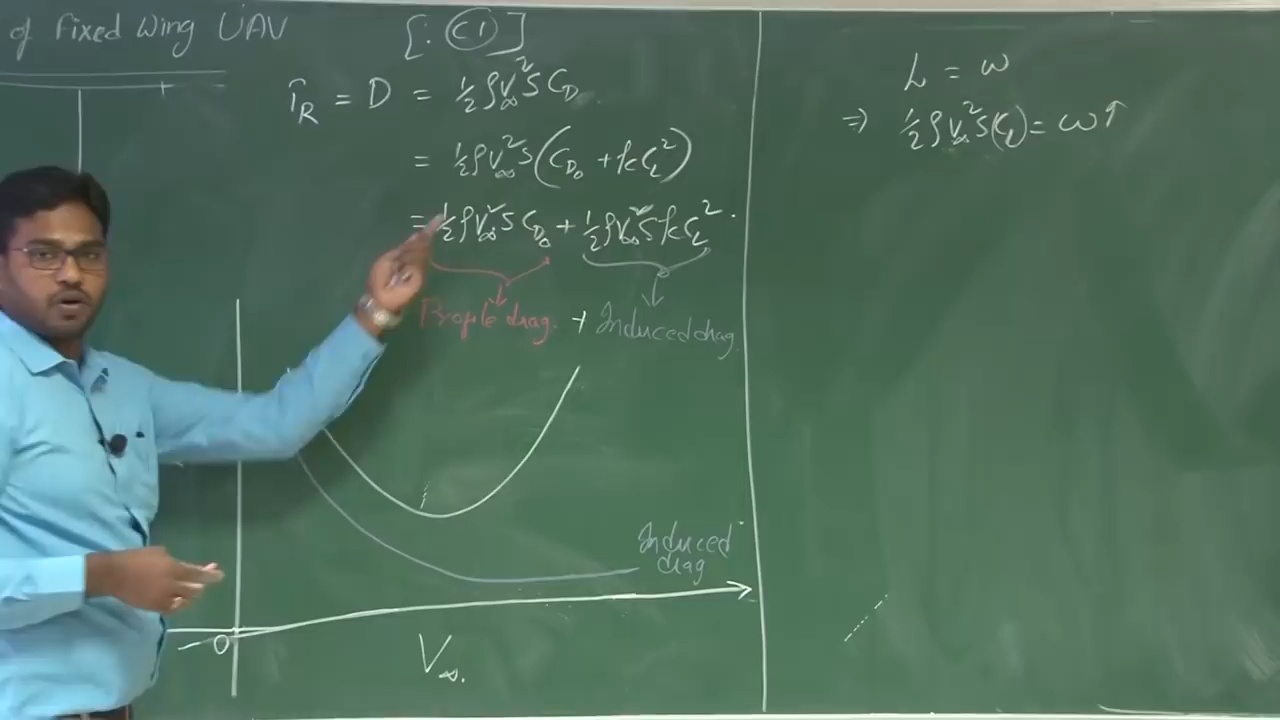 of Fixed Wing UAV
[∵ C1]
T_R = D = ½ρV∞²S C_D
= ½ρV∞²S(C_D₀ + kC_L²)
= ½ρV∞²S C_D₀ + ½ρV∞²S kC_L².
Profile drag. + Induced drag.
Induced
drag
0
V∞.
L = W
⇒ ½ρV∞²S(C_L) = W↑